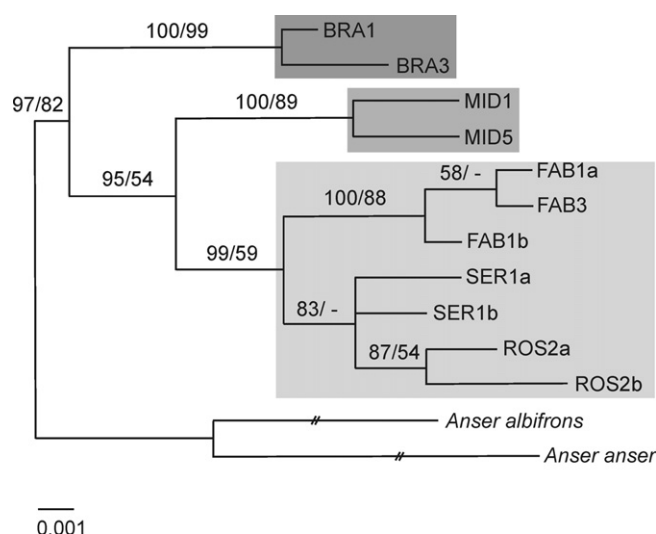 100/99
BRA1
BRA3
97/82
100/89
MID1
MID5
95/54
58/ -
FAB1a
100/88
FAB3
FAB1b
99/59
SER1a
83/ -
SER1b
87/54
ROS2a
ROS2b
Anser albifrons
Anser anser
0.001